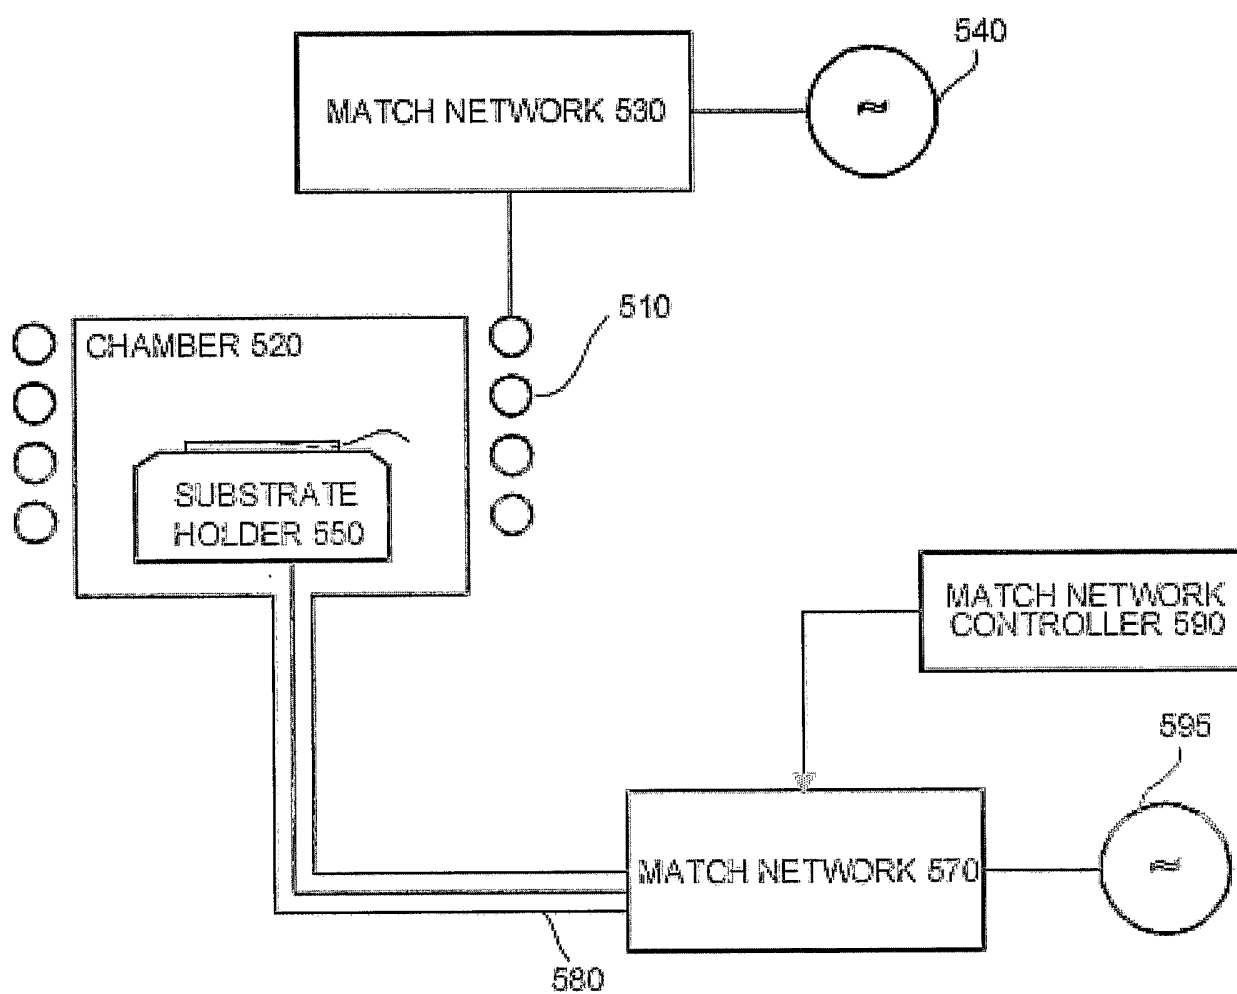 540
MATCH NETWORK 530
≈
510
CHAMBER 520
SUBSTRATE
HOLDER 550
MATCH NETWORK
CONTROLLER 590
595
MATCH NETWORK 570
≈
580